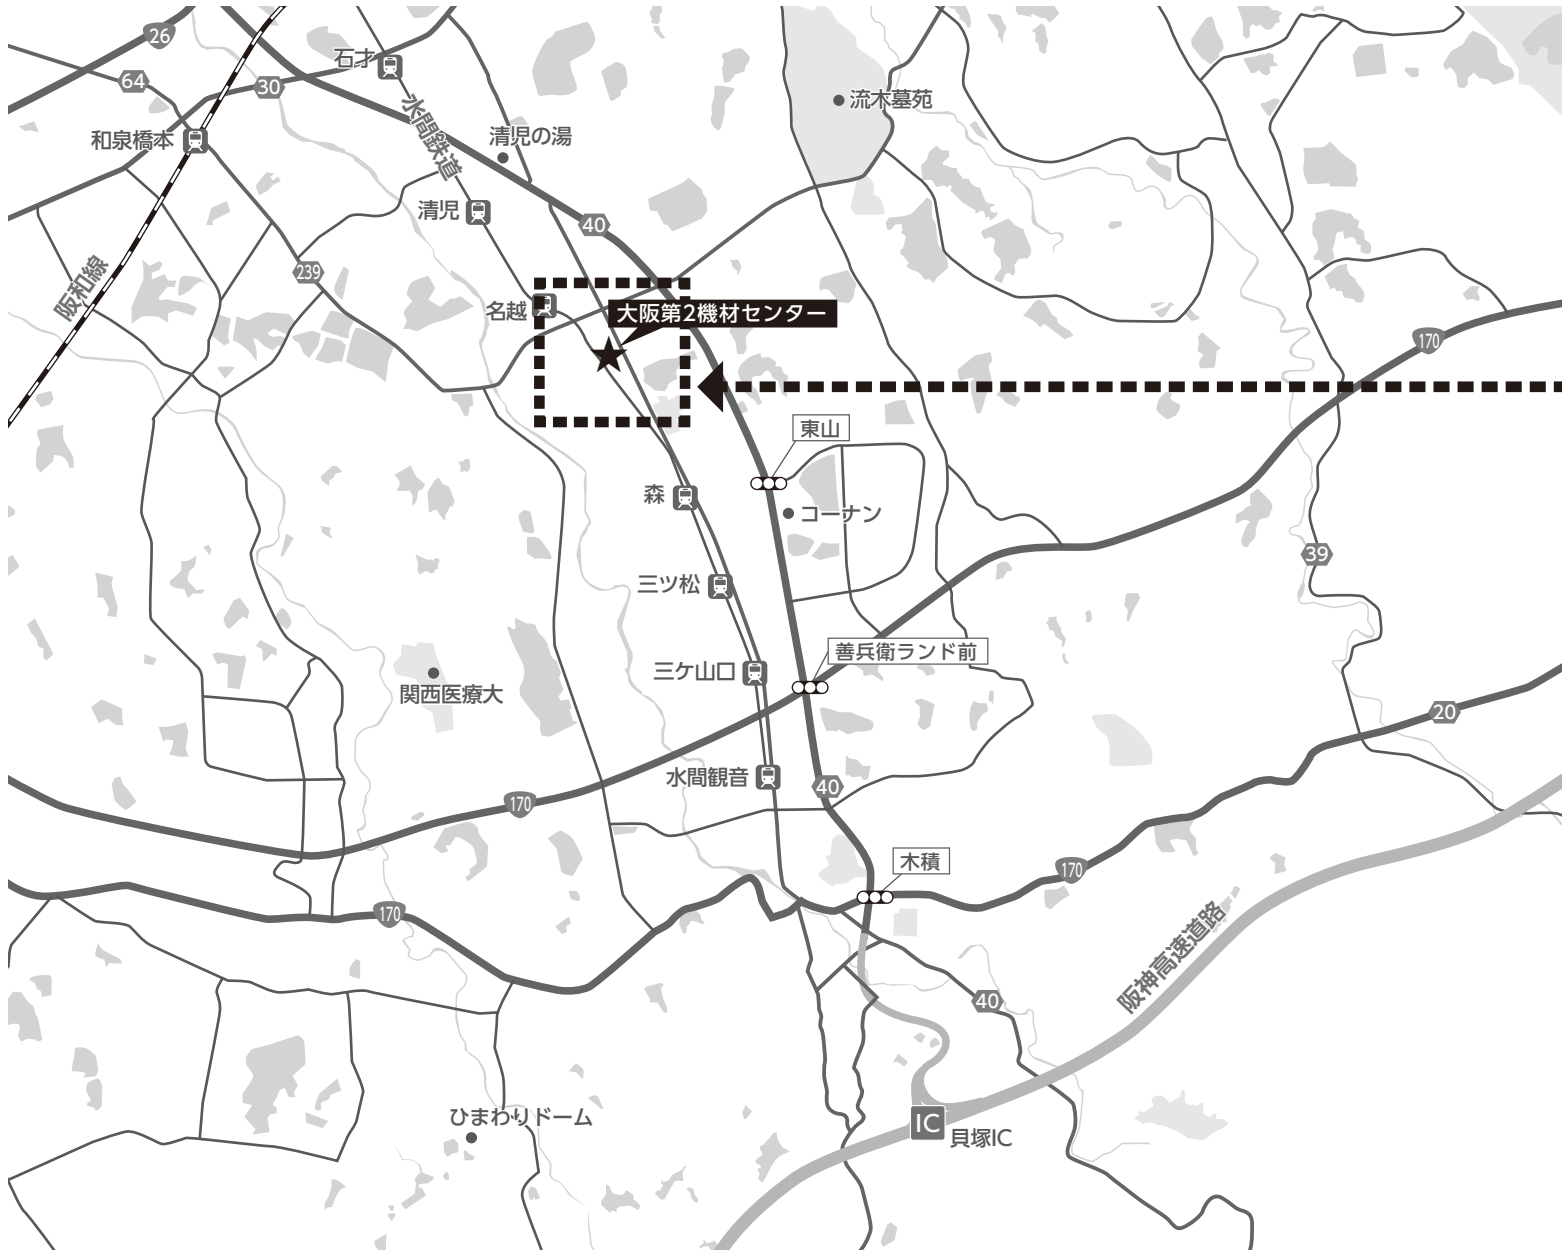 26
石才
64
30
水間鉄道
流木墓苑
和泉橋本
清児の湯
清児
40
阪和線
239
名越
大阪第2機材センター
170
東山
森
コーナン
39
三ツ松
善兵衛ランド前
三ケ山口
関西医療大
20
水間観音
40
170
木積
170
170
阪神高速道路
40
ひまわりドーム
IC
貝塚IC